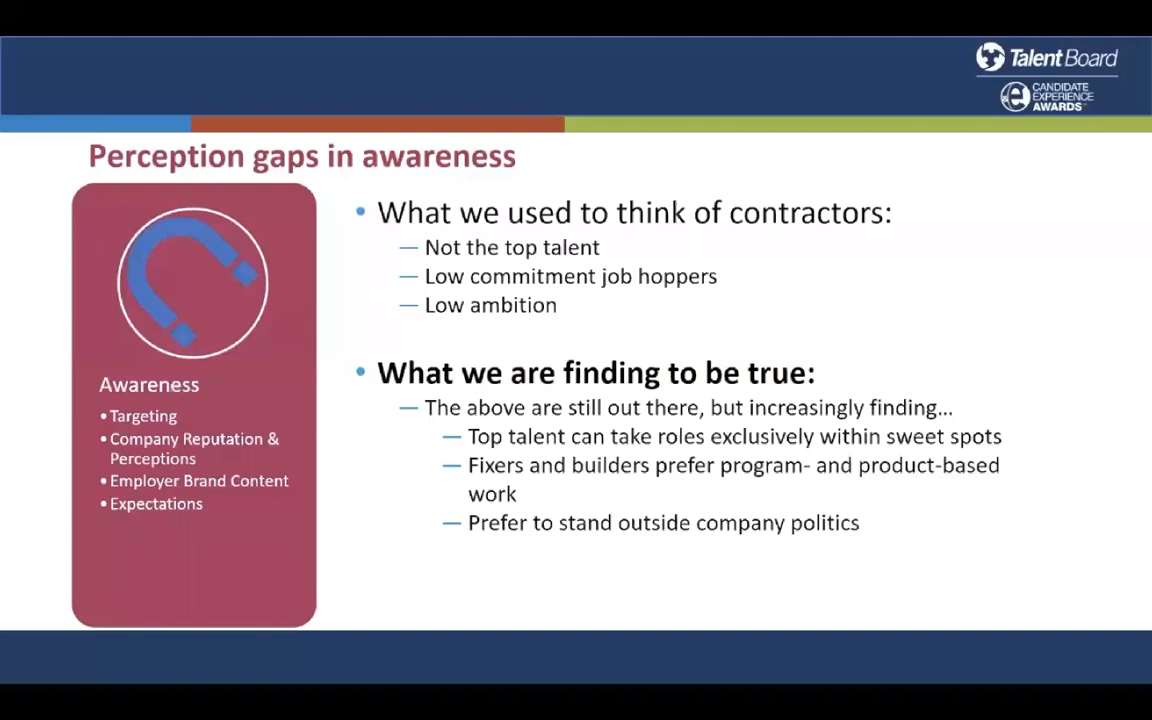 TalentBoard
CANDIDATE
EXPERIENCE
AWARDS
Perception gaps in awareness
Awareness
• Targeting
• Company Reputation &
Perceptions
• Employer Brand Content
• Expectations
• What we used to think of contractors:
— Not the top talent
— Low commitment job hoppers
— Low ambition
• What we are finding to be true:
— The above are still out there, but increasingly finding…
— Top talent can take roles exclusively within sweet spots
— Fixers and builders prefer program- and product-based
work
— Prefer to stand outside company politics